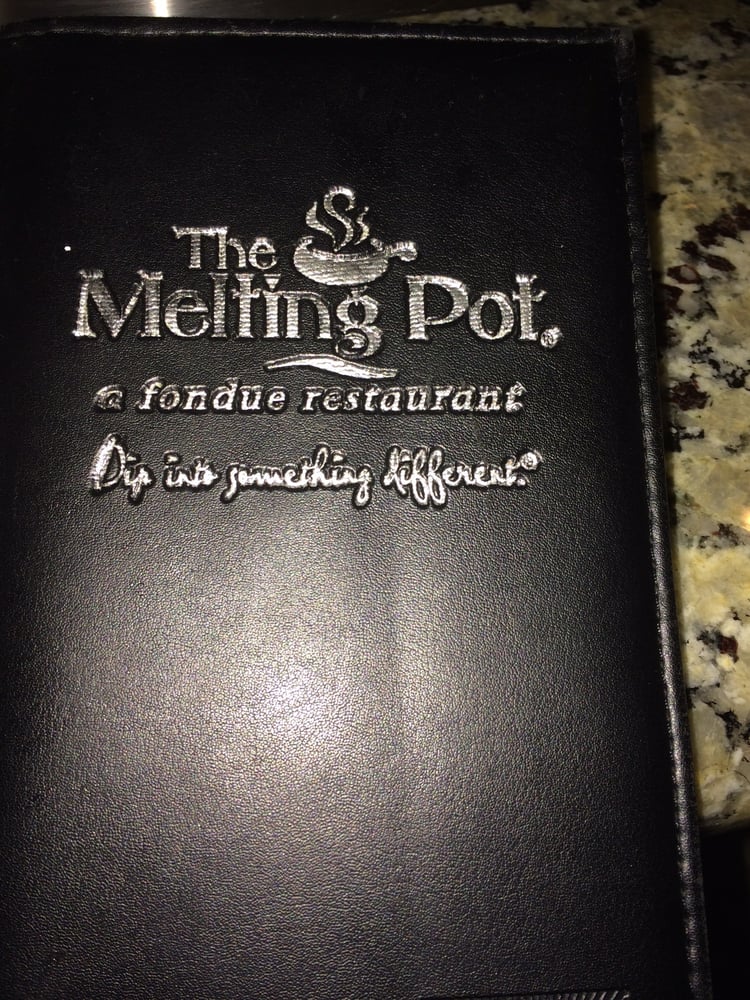 The
Melting Pot®
a fondue restaurant
Dip into something different.®